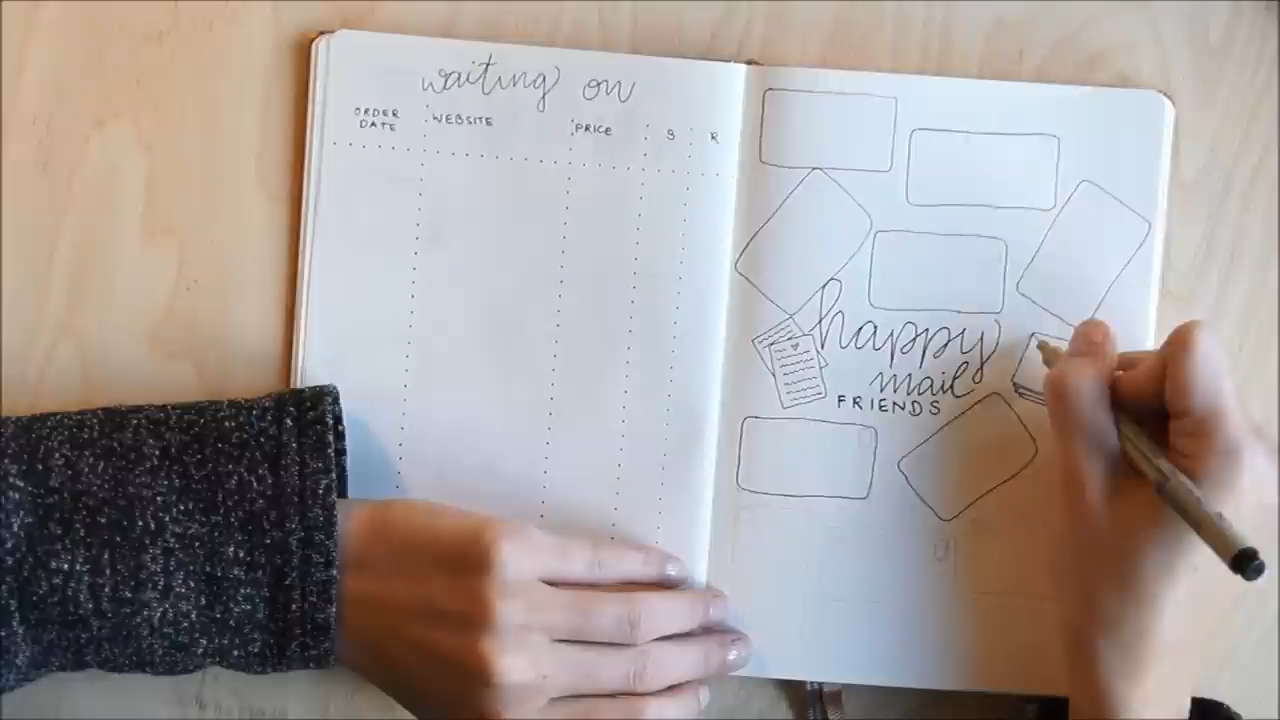 waiting on
ORDER DATE
WEBSITE
PRICE
S
R
happy
mail
FRIENDS